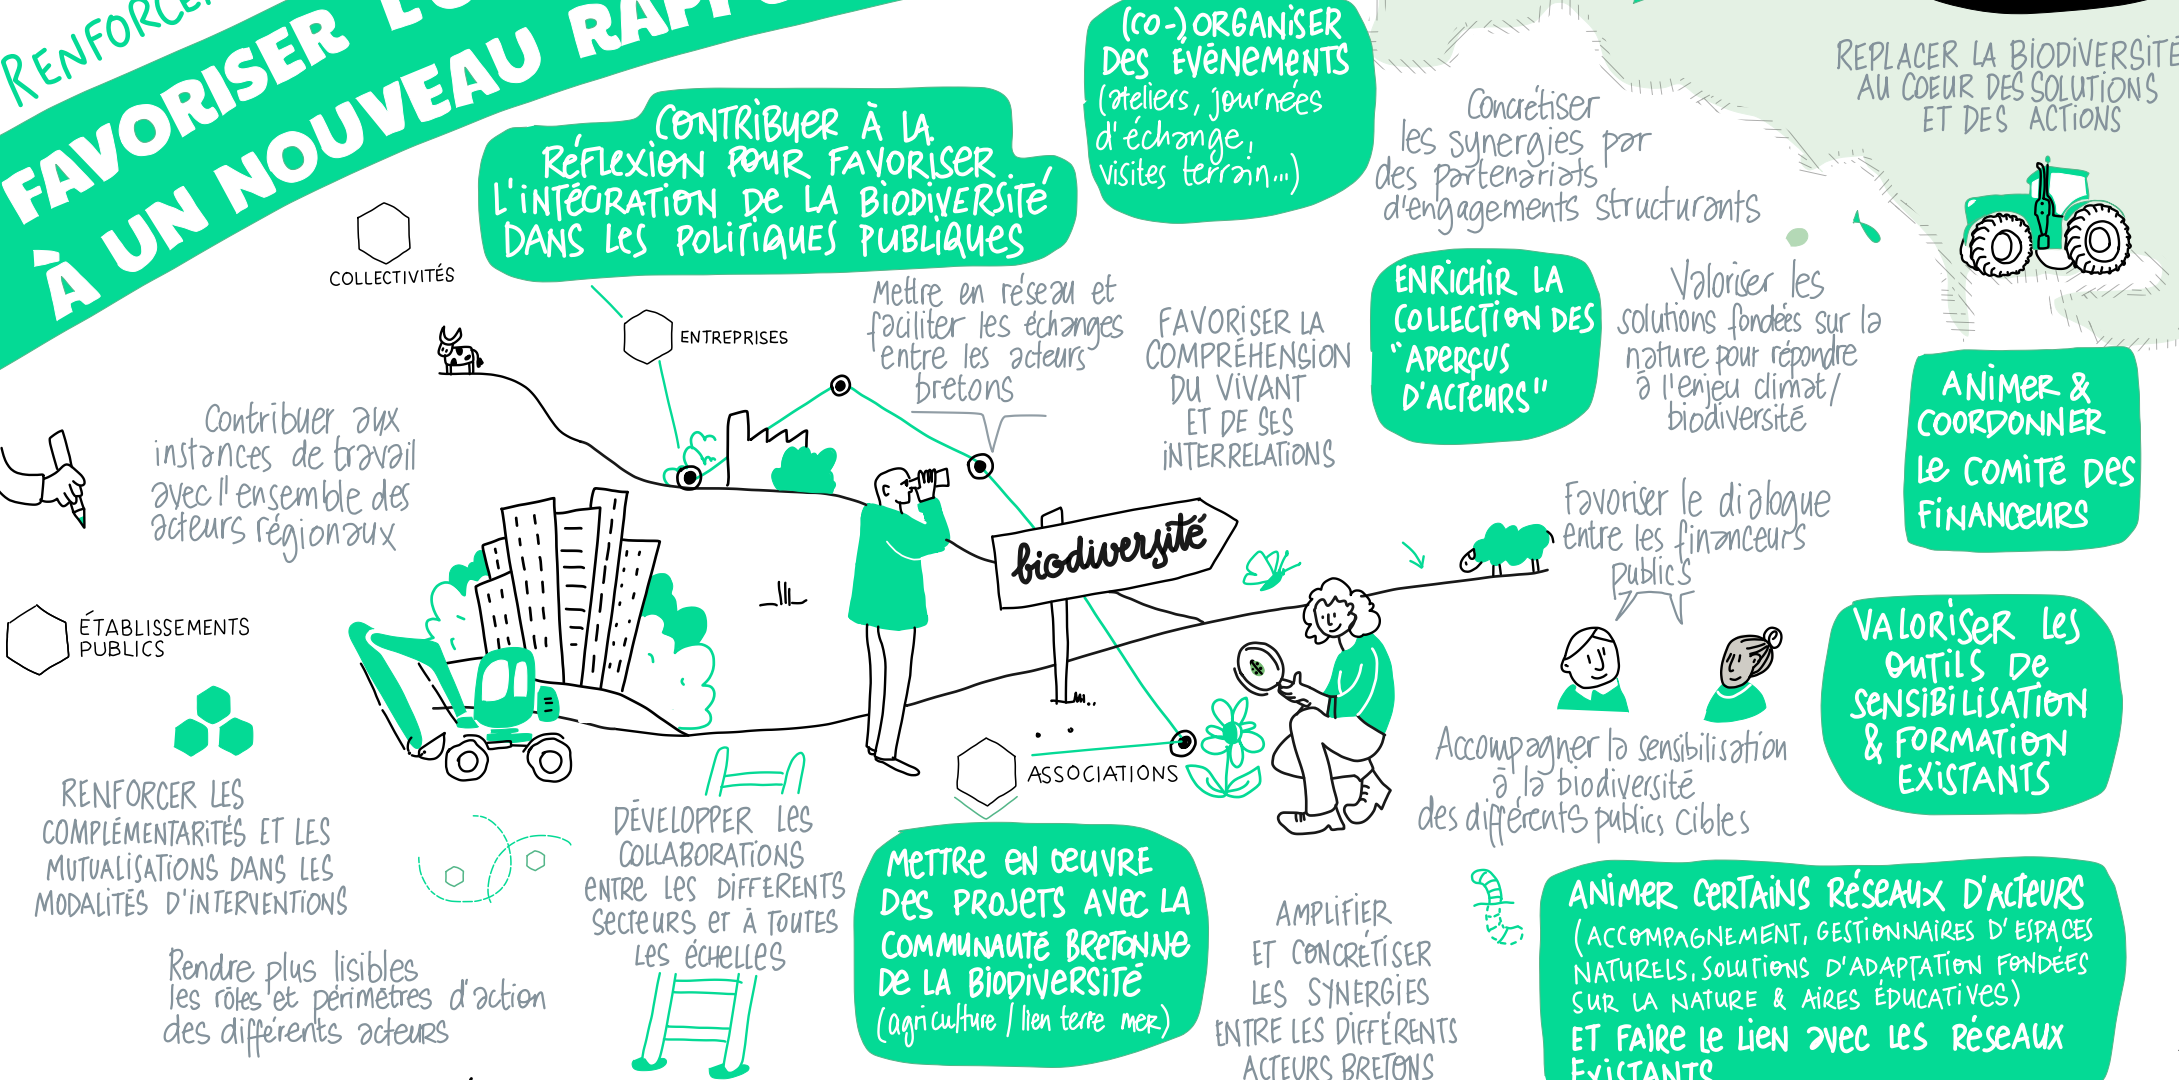 FAVORISER
À UN NOUVEAU
(CO-) ORGANISER
DES ÉVÉNEMENTS
(ateliers, journées
d'échange,
visites terrain...)
REPLACER LA BIODIVERSITÉ
AU COEUR DES SOLUTIONS
ET DES ACTIONS
CONTRIBUER À LA
RÉFLEXION POUR FAVORISER
L'INTÉGRATION DE LA BIODIVERSITÉ
DANS LES POLITIQUES PUBLIQUES
Concrétiser
les synergies par
des partenariats
d'engagements structurants
COLLECTIVITÉS
ENTREPRISES
Mettre en réseau et
faciliter les échanges
entre les acteurs
bretons
FAVORISER LA
COMPRÉHENSION
DU VIVANT
ET DE SES
INTERRELATIONS
ENRICHIR LA
COLLECTION DES
"APERÇUS
D'ACTEURS"
Valoriser les
solutions fondées sur la
nature pour répondre
à l'enjeu climat/
biodiversité
ANIMER &
COORDONNER
LE COMITÉ DES
FINANCEURS
Contribuer aux
instances de travail
avec l'ensemble des
acteurs régionaux
biodiversité
Favoriser le dialogue
entre les financeurs
publics
ÉTABLISSEMENTS
PUBLICS
VALORISER LES
OUTILS DE
SENSIBILISATION
& FORMATION
EXISTANTS
ASSOCIATIONS
Accompagner la sensibilisation
à la biodiversité
des différents publics cibles
RENFORCER LES
COMPLÉMENTARITÉS ET LES
MUTUALISATIONS DANS LES
MODALITÉS D'INTERVENTIONS
DÉVELOPPER LES
COLLABORATIONS
ENTRE LES DIFFERENTS
SECTEURS ET À TOUTES
LES ÉCHELLES
METTRE EN ŒUVRE
DES PROJETS AVEC LA
COMMUNAUTÉ BRETONNE
DE LA BIODIVERSITÉ
(agriculture / lien terre mer)
AMPLIFIER
ET CONCRÉTISER
LES SYNERGIES
ENTRE LES DIFFÉRENTS
ACTEURS BRETONS
ANIMER CERTAINS RÉSEAUX D'ACTEURS
(ACCOMPAGNEMENT, GESTIONNAIRES D'ESPACES
NATURELS, SOLUTIONS D'ADAPTATION FONDÉES
SUR LA NATURE & AIRES ÉDUCATIVES)
ET FAIRE LE LIEN AVEC LES RÉSEAUX
EXISTANTS
Rendre plus lisibles
les rôles et périmètres d'action
des différents acteurs